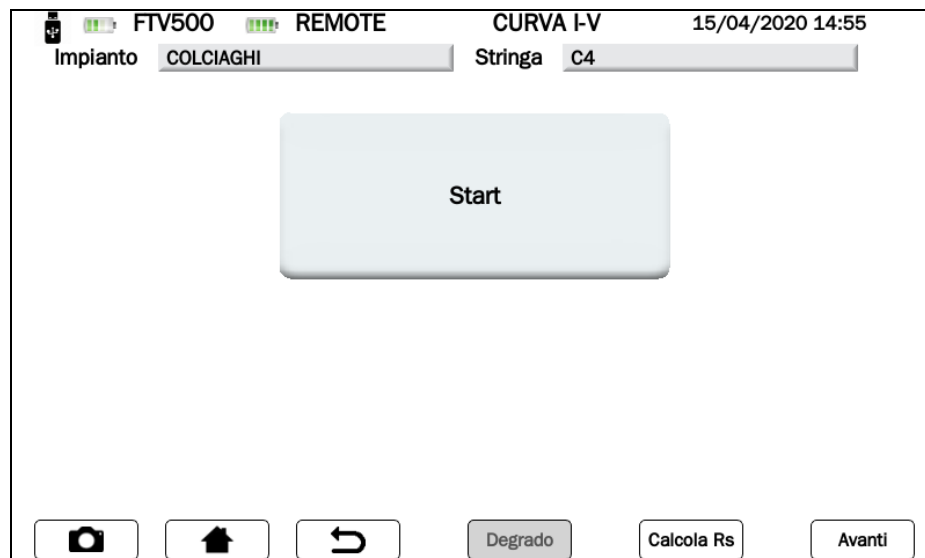 FTV500 REMOTE CURVA I-V 15/04/2020 14:55
Impianto COLCIAGHI Stringa C4
Start
Degrado Calcola Rs Avanti